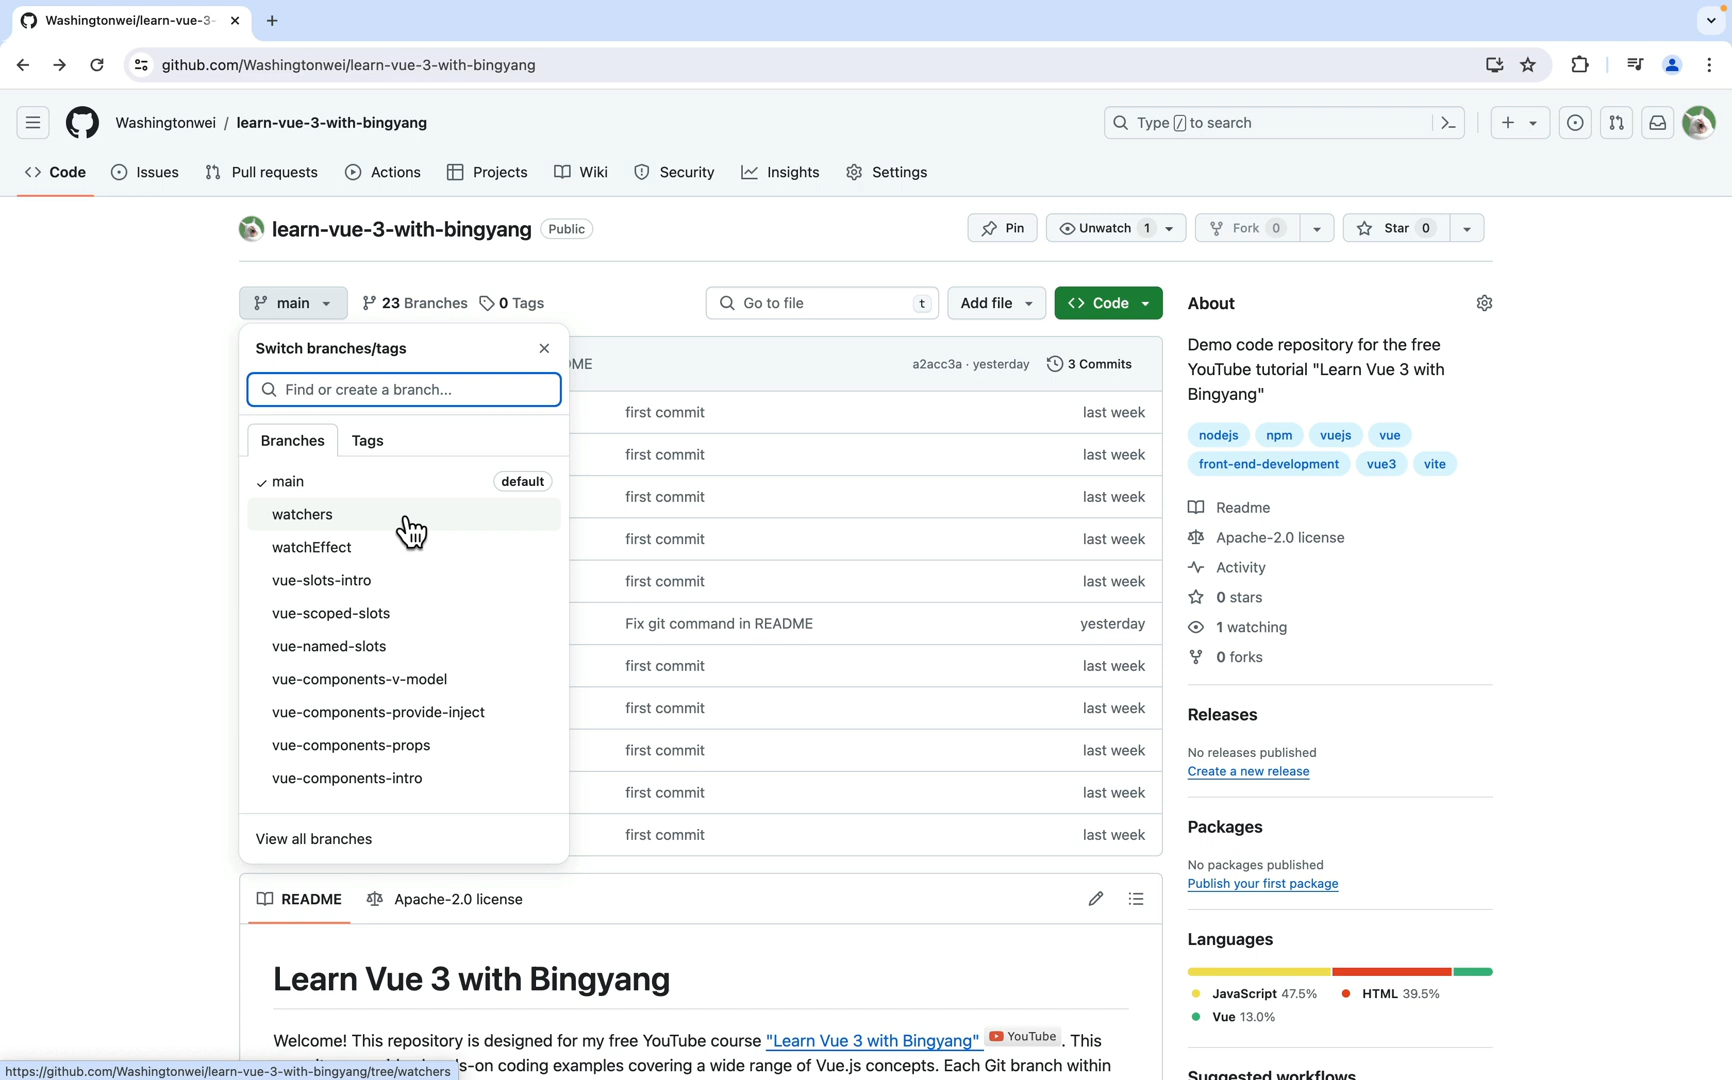 Washingtonwei/learn-vue-3-
github.com/Washingtonwei/learn-vue-3-with-bingyang
Washingtonwei / learn-vue-3-with-bingyang
Type / to search
Code Issues Pull requests Actions Projects Wiki Security Insights Settings
learn-vue-3-with-bingyang Public
Pin Unwatch 1 Fork 0 Star 0
main 23 Branches 0 Tags
Go to file t Add file Code
Switch branches/tags
Find or create a branch...
Branches Tags
main default
watchers
watchEffect
vue-slots-intro
vue-scoped-slots
vue-named-slots
vue-components-v-model
vue-components-provide-inject
vue-components-props
vue-components-intro
View all branches
a2acc3a · yesterday 3 Commits
first commit last week
first commit last week
first commit last week
first commit last week
first commit last week
Fix git command in README yesterday
first commit last week
first commit last week
first commit last week
first commit last week
first commit last week
README Apache-2.0 license
Learn Vue 3 with Bingyang
Welcome! This repository is designed for my free YouTube course "Learn Vue 3 with Bingyang" YouTube . This
s-on coding examples covering a wide range of Vue.js concepts. Each Git branch within
https://github.com/Washingtonwei/learn-vue-3-with-bingyang/tree/watchers
About
Demo code repository for the free
YouTube tutorial "Learn Vue 3 with
Bingyang"
nodejs npm vuejs vue
front-end-development vue3 vite
Readme
Apache-2.0 license
Activity
0 stars
1 watching
0 forks
Releases
No releases published
Create a new release
Packages
No packages published
Publish your first package
Languages
JavaScript 47.5% HTML 39.5%
Vue 13.0%
Suggested workflows